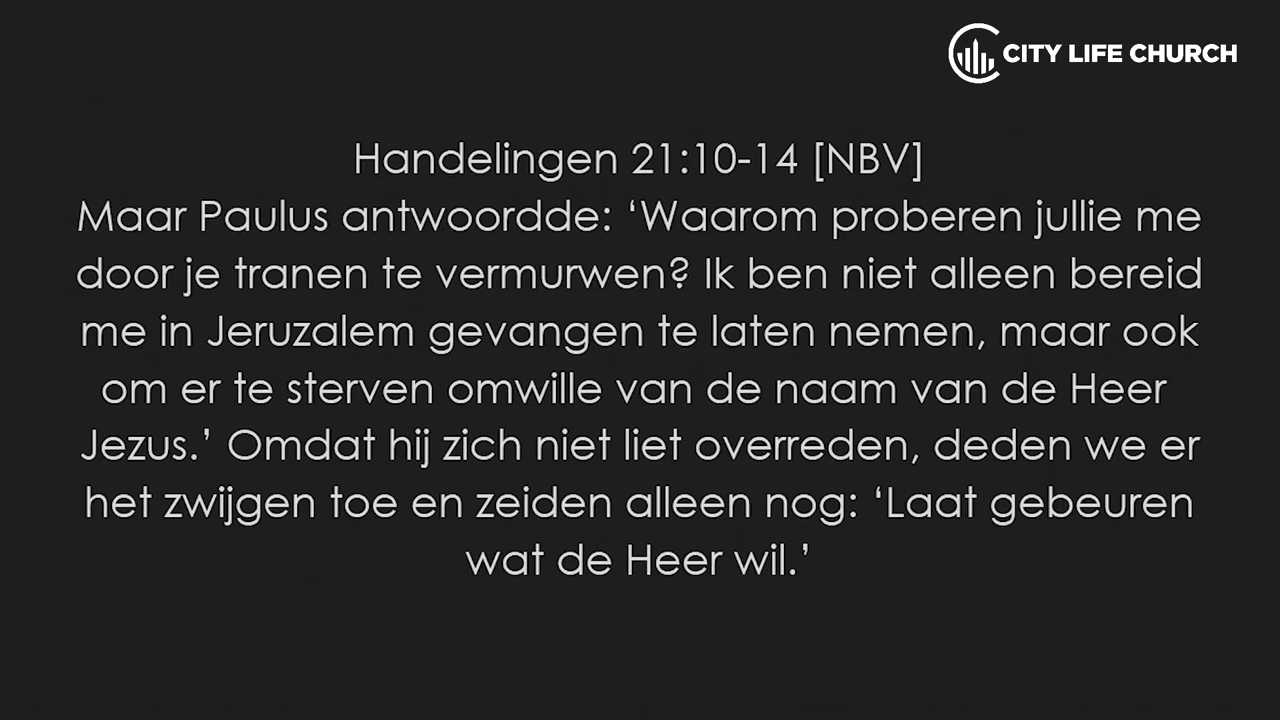 CITY LIFE CHURCH
Handelingen 21:10-14 [NBV]
Maar Paulus antwoordde: ‘Waarom proberen jullie me
door je tranen te vermurwen? Ik ben niet alleen bereid
me in Jeruzalem gevangen te laten nemen, maar ook
om er te sterven omwille van de naam van de Heer
Jezus.’ Omdat hij zich niet liet overreden, deden we er
het zwijgen toe en zeiden alleen nog: ‘Laat gebeuren
wat de Heer wil.’